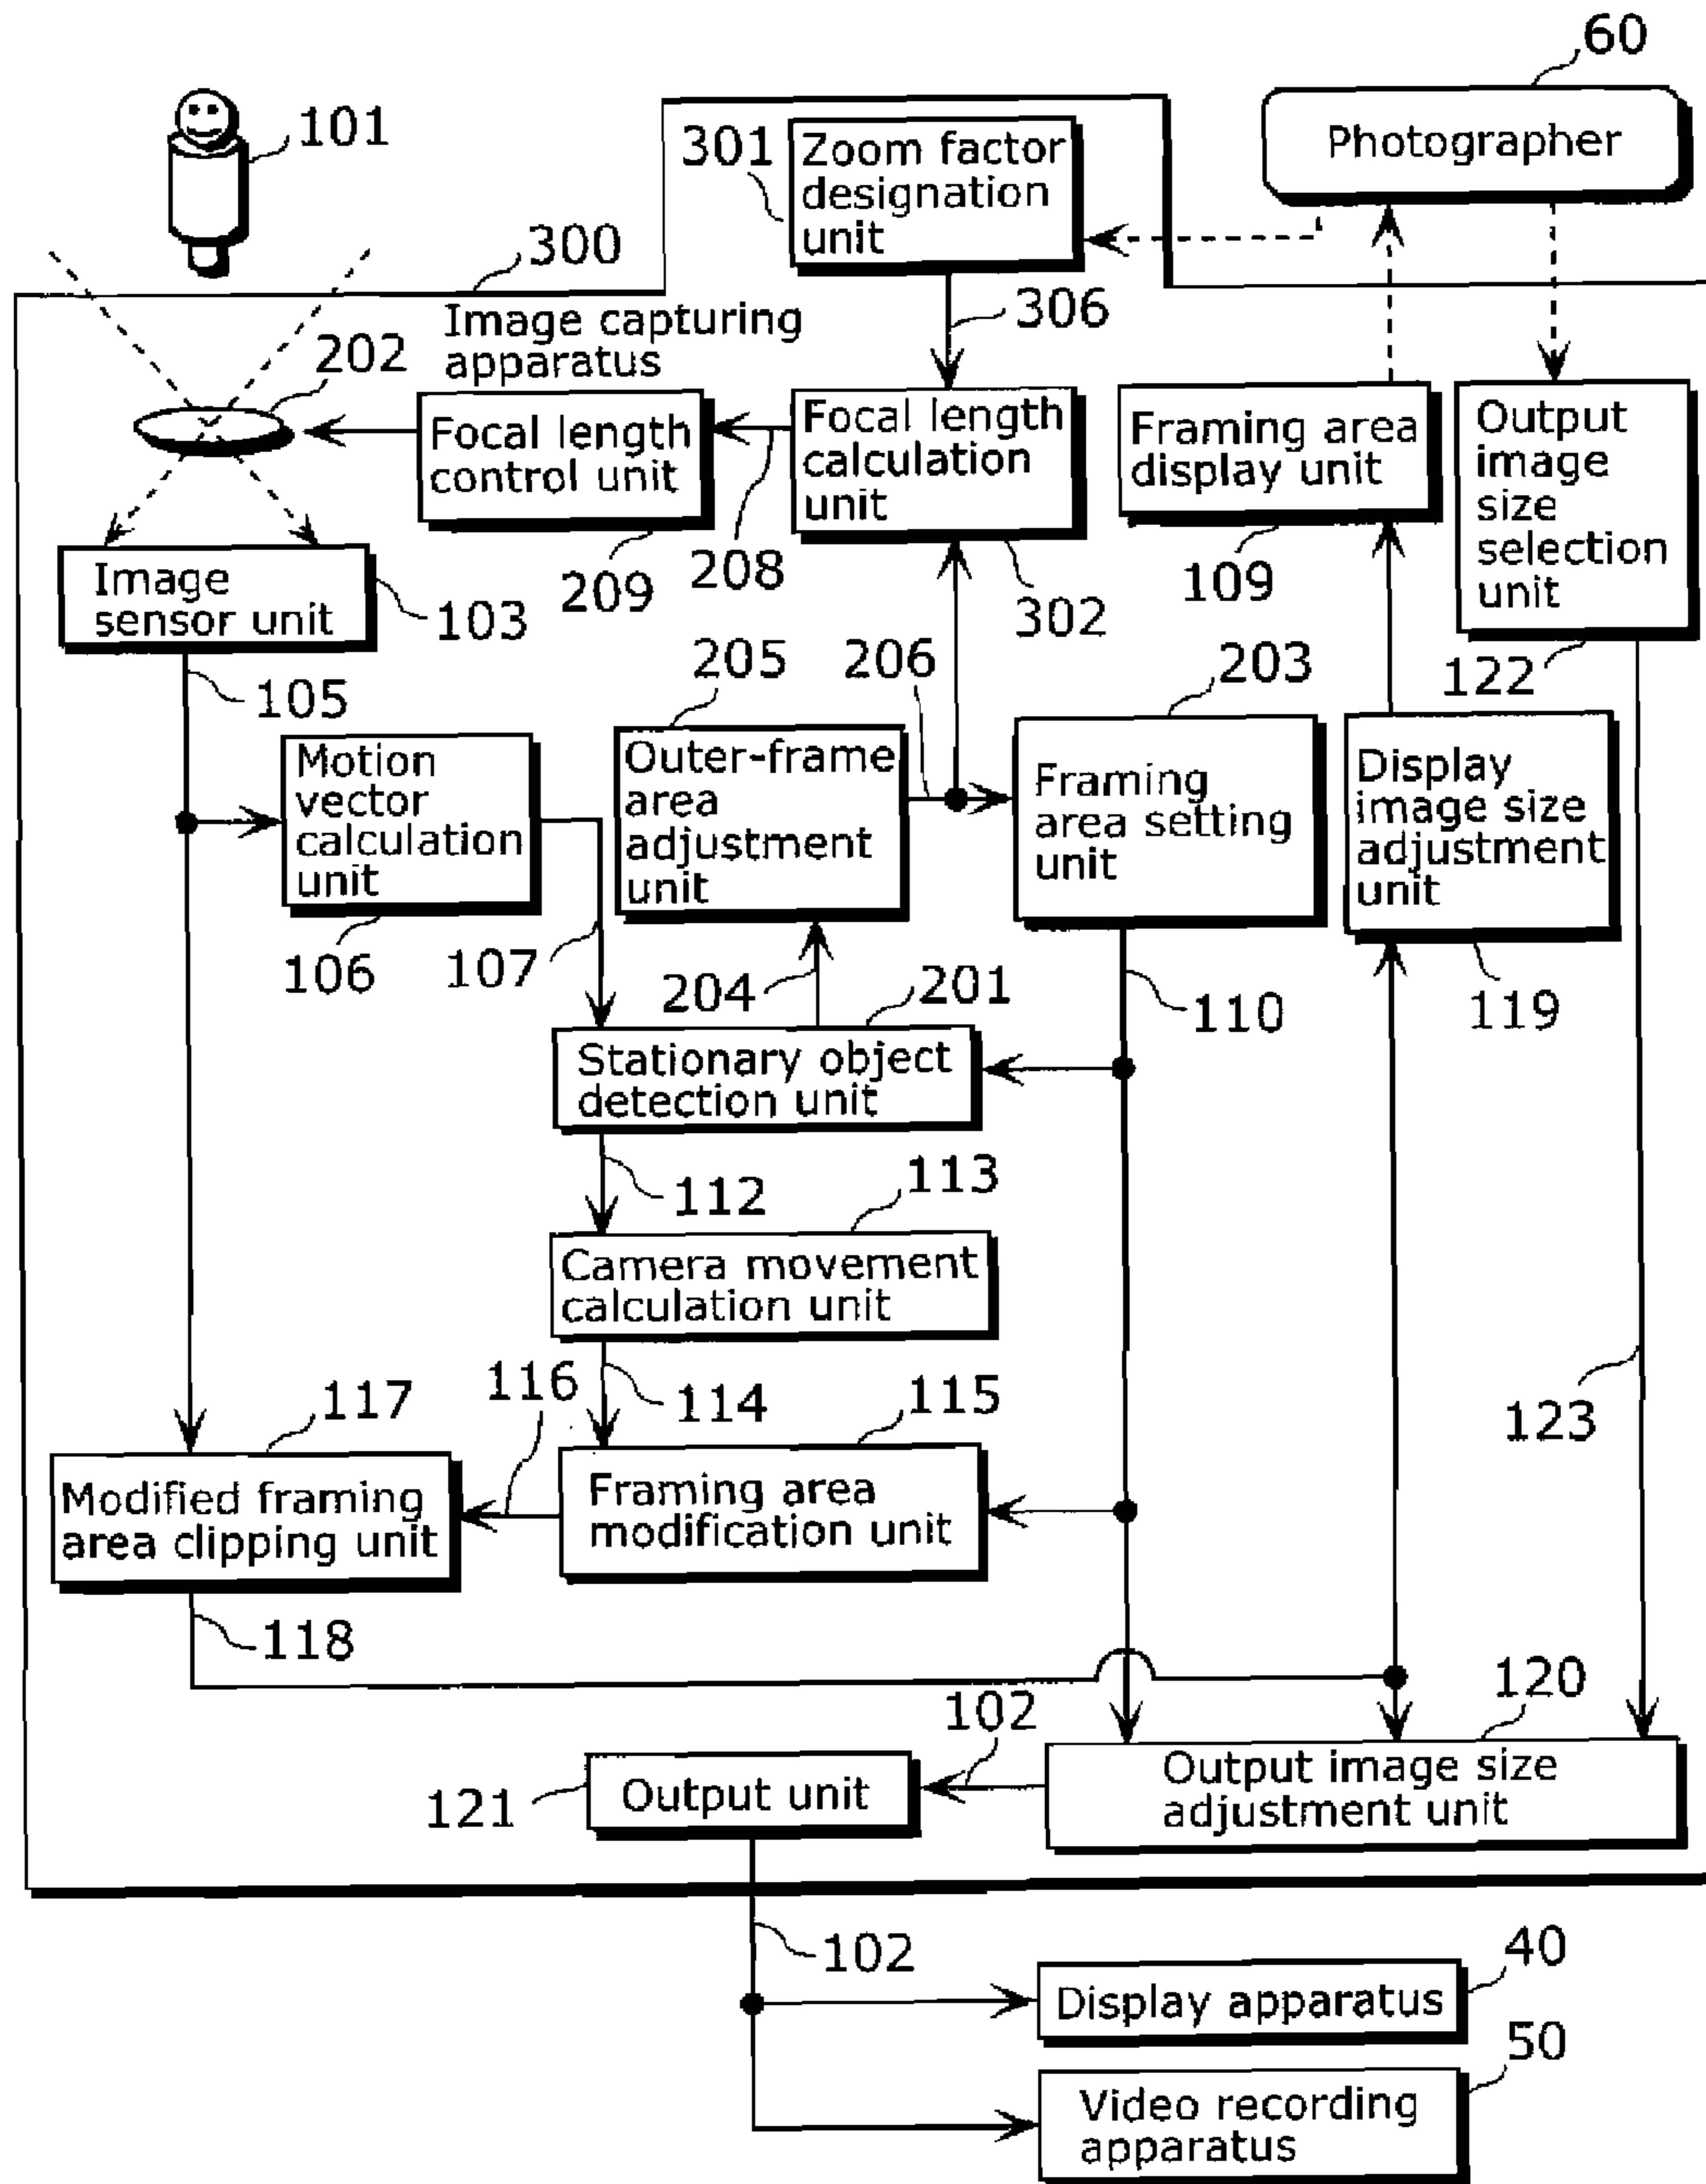 60
Photographer
101
301
Zoom factor
designation
unit
300
306
Image capturing
apparatus
202
Focal length
control unit
Focal length
calculation
unit
Framing area
display unit
Output
image
size
selection
unit
208
209
302
109
122
Image
sensor unit
103
105
205
206
203
Motion
vector
calculation
unit
Outer-frame
area
adjustment
unit
Framing
area setting
unit
Display
image size
adjustment
unit
106
107
204
201
110
119
Stationary object
detection unit
112
113
Camera movement
calculation unit
114
116
115
117
123
Modified framing
area clipping unit
Framing area
modification unit
118
102
120
121
Output unit
Output image size
adjustment unit
102
40
Display apparatus
50
Video recording
apparatus